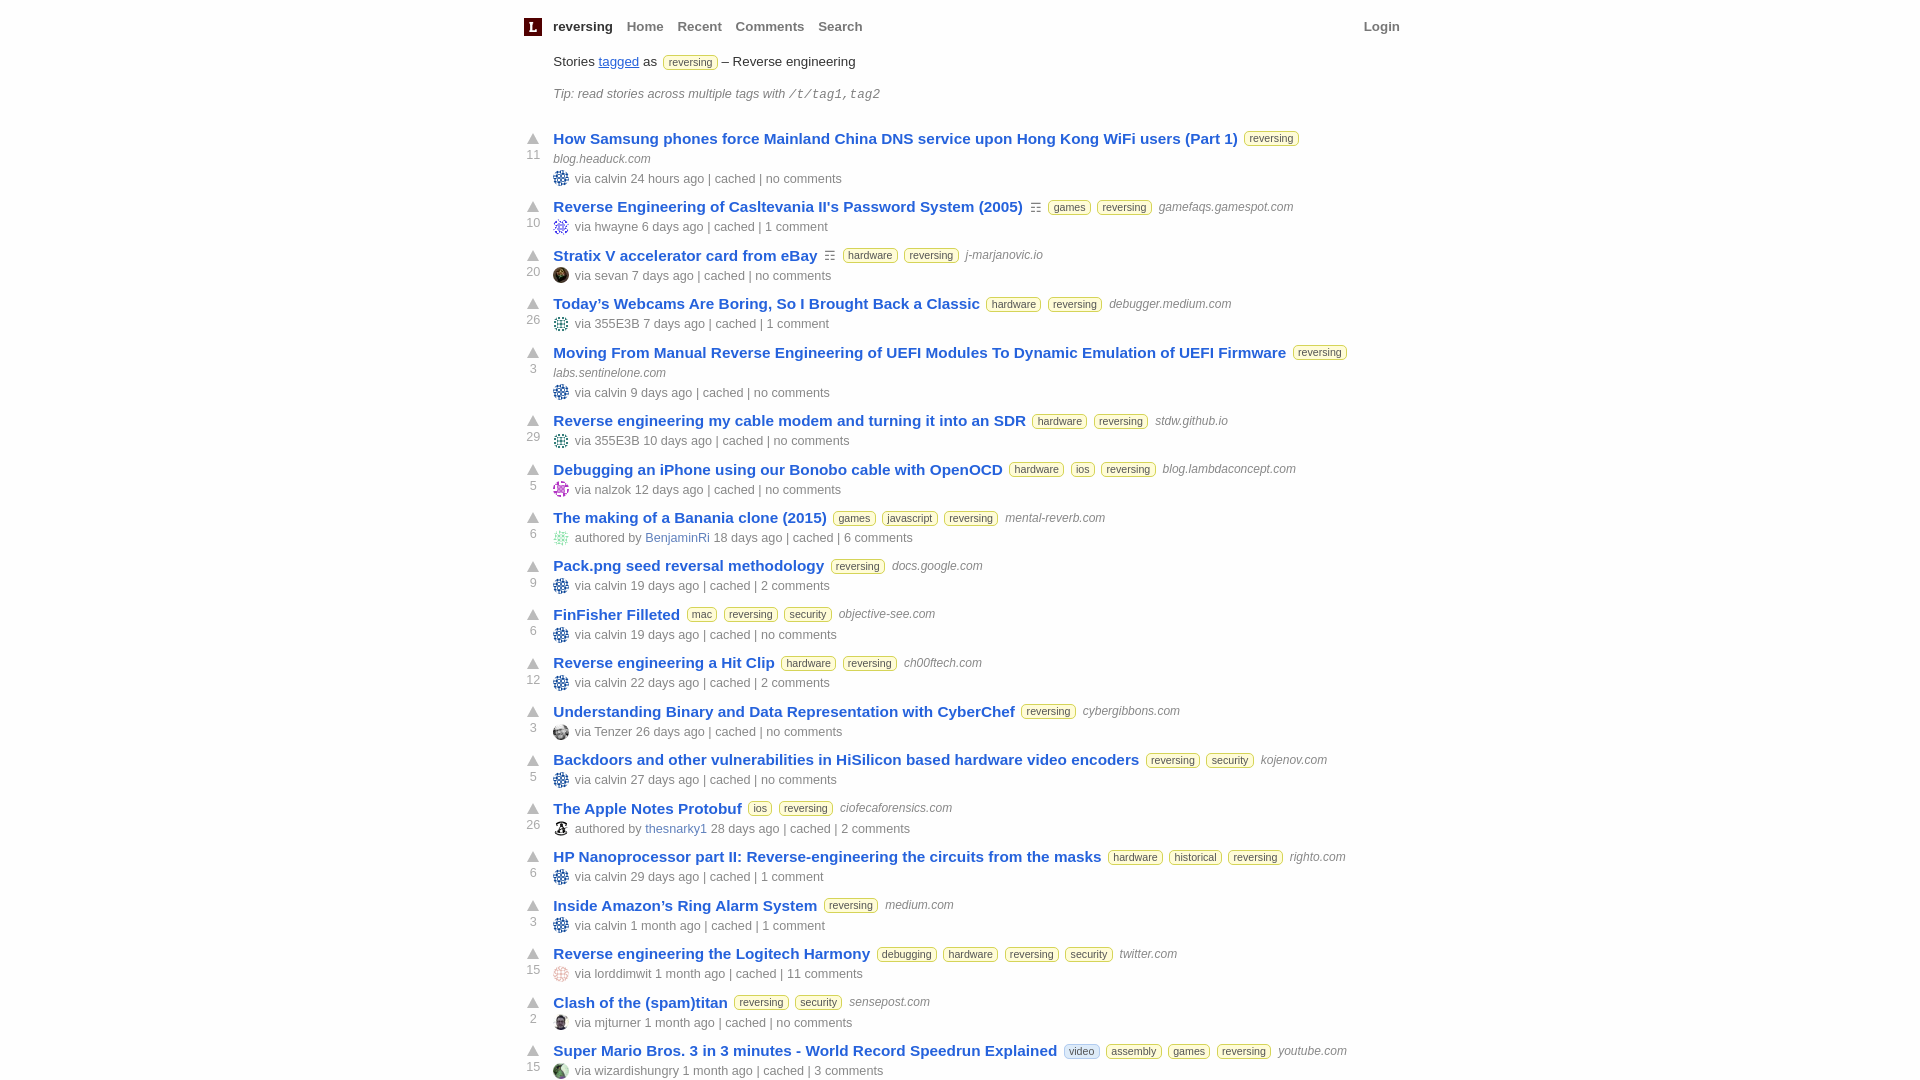 L reversing Home Recent Comments Search Login
Stories tagged as reversing – Reverse engineering
Tip: read stories across multiple tags with /t/tag1,tag2
How Samsung phones force Mainland China DNS service upon Hong Kong WiFi users (Part 1) reversing
11 blog.headuck.com
via calvin 24 hours ago | cached | no comments
Reverse Engineering of Casltevania II's Password System (2005) ☶ games reversing gamefaqs.gamespot.com
10 via hwayne 6 days ago | cached | 1 comment
Stratix V accelerator card from eBay ☶ hardware reversing j-marjanovic.io
20 via sevan 7 days ago | cached | no comments
Today’s Webcams Are Boring, So I Brought Back a Classic hardware reversing debugger.medium.com
26 via 355E3B 7 days ago | cached | 1 comment
Moving From Manual Reverse Engineering of UEFI Modules To Dynamic Emulation of UEFI Firmware reversing
3 labs.sentinelone.com
via calvin 9 days ago | cached | no comments
Reverse engineering my cable modem and turning it into an SDR hardware reversing stdw.github.io
29 via 355E3B 10 days ago | cached | no comments
Debugging an iPhone using our Bonobo cable with OpenOCD hardware ios reversing blog.lambdaconcept.com
5 via nalzok 12 days ago | cached | no comments
The making of a Banania clone (2015) games javascript reversing mental-reverb.com
6 authored by BenjaminRi 18 days ago | cached | 6 comments
Pack.png seed reversal methodology reversing docs.google.com
9 via calvin 19 days ago | cached | 2 comments
FinFisher Filleted mac reversing security objective-see.com
6 via calvin 19 days ago | cached | no comments
Reverse engineering a Hit Clip hardware reversing ch00ftech.com
12 via calvin 22 days ago | cached | 2 comments
Understanding Binary and Data Representation with CyberChef reversing cybergibbons.com
3 via Tenzer 26 days ago | cached | no comments
Backdoors and other vulnerabilities in HiSilicon based hardware video encoders reversing security kojenov.com
5 via calvin 27 days ago | cached | no comments
The Apple Notes Protobuf ios reversing ciofecaforensics.com
26 authored by thesnarky1 28 days ago | cached | 2 comments
HP Nanoprocessor part II: Reverse-engineering the circuits from the masks hardware historical reversing righto.com
6 via calvin 29 days ago | cached | 1 comment
Inside Amazon’s Ring Alarm System reversing medium.com
3 via calvin 1 month ago | cached | 1 comment
Reverse engineering the Logitech Harmony debugging hardware reversing security twitter.com
15 via lorddimwit 1 month ago | cached | 11 comments
Clash of the (spam)titan reversing security sensepost.com
2 via mjturner 1 month ago | cached | no comments
Super Mario Bros. 3 in 3 minutes - World Record Speedrun Explained video assembly games reversing youtube.com
15 via wizardishungry 1 month ago | cached | 3 comments